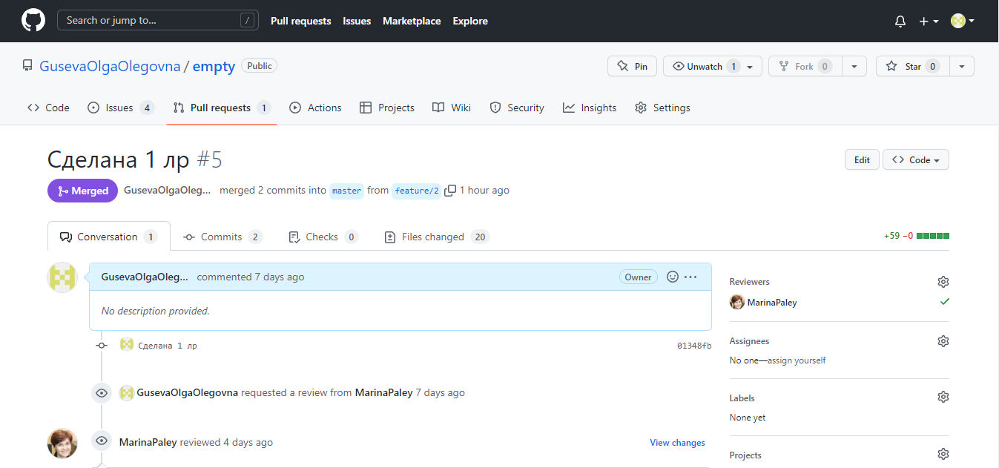 Search or jump to... / Pull requests Issues Marketplace Explore
GusevaOlgaOlegovna / empty Public Pin Unwatch 1 Fork 0 Star 0
Code Issues 4 Pull requests 1 Actions Projects Wiki Security Insights Settings
Сделана 1 лр #5 Edit Code
Merged GusevaOlgaOleg... merged 2 commits into master from feature/2 1 hour ago
Conversation 1 Commits 2 Checks 0 Files changed 20 +59 −0
GusevaOlgaOleg... commented 7 days ago Owner
No description provided.
Сделана 1 лр 01348fb
GusevaOlgaOlegovna requested a review from MarinaPaley 7 days ago
MarinaPaley reviewed 4 days ago View changes
Reviewers
MarinaPaley
Assignees
No one—assign yourself
Labels
None yet
Projects